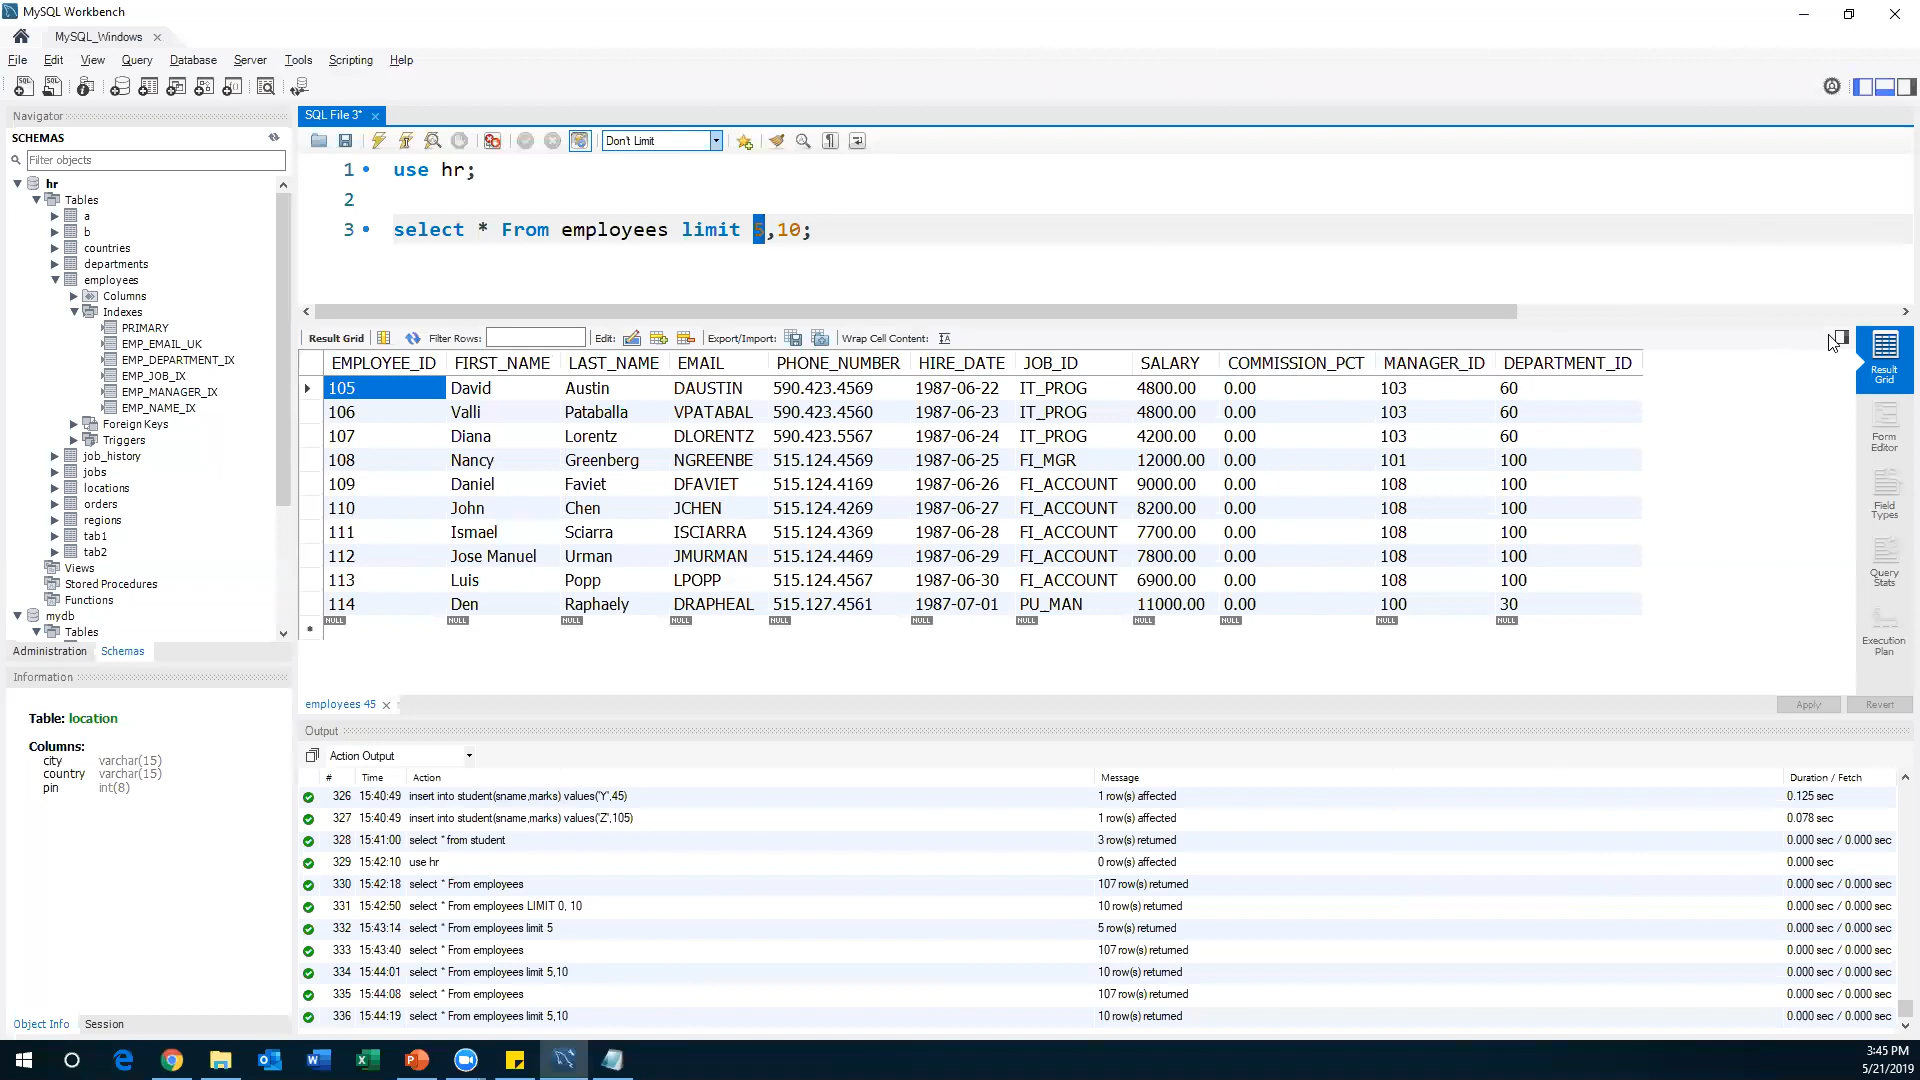 MySQL Workbench
MySQL_Windows
File Edit View Query Database Server Tools Scripting Help
Navigator
SCHEMAS
Filter objects
hr
Tables
a
b
countries
departments
employees
Columns
Indexes
PRIMARY
EMP_EMAIL_UK
EMP_DEPARTMENT_IX
EMP_JOB_IX
EMP_MANAGER_IX
EMP_NAME_IX
Foreign Keys
Triggers
job_history
jobs
locations
orders
regions
tab1
tab2
Views
Stored Procedures
Functions
mydb
Tables
Administration Schemas
Information
Table: location
Columns:
city varchar(15)
country varchar(15)
pin int(8)
Object Info Session
SQL File 3*
Don't Limit
1 use hr;
2
3 select * From employees limit 5,10;
Result Grid Filter Rows: Edit: Export/Import: Wrap Cell Content:
EMPLOYEE_ID FIRST_NAME LAST_NAME EMAIL PHONE_NUMBER HIRE_DATE JOB_ID SALARY COMMISSION_PCT MANAGER_ID DEPARTMENT_ID
105 David Austin DAUSTIN 590.423.4569 1987-06-22 IT_PROG 4800.00 0.00 103 60
106 Valli Pataballa VPATABAL 590.423.4560 1987-06-23 IT_PROG 4800.00 0.00 103 60
107 Diana Lorentz DLORENTZ 590.423.5567 1987-06-24 IT_PROG 4200.00 0.00 103 60
108 Nancy Greenberg NGREENBE 515.124.4569 1987-06-25 FI_MGR 12000.00 0.00 101 100
109 Daniel Faviet DFAVIET 515.124.4169 1987-06-26 FI_ACCOUNT 9000.00 0.00 108 100
110 John Chen JCHEN 515.124.4269 1987-06-27 FI_ACCOUNT 8200.00 0.00 108 100
111 Ismael Sciarra ISCIARRA 515.124.4369 1987-06-28 FI_ACCOUNT 7700.00 0.00 108 100
112 Jose Manuel Urman JMURMAN 515.124.4469 1987-06-29 FI_ACCOUNT 7800.00 0.00 108 100
113 Luis Popp LPOPP 515.124.4567 1987-06-30 FI_ACCOUNT 6900.00 0.00 108 100
114 Den Raphaely DRAPHEAL 515.127.4561 1987-07-01 PU_MAN 11000.00 0.00 100 30
NULL NULL NULL NULL NULL NULL NULL NULL NULL NULL NULL
Result Grid
Form Editor
Field Types
Query Stats
Execution Plan
employees 45
Apply Revert
Output
Action Output
# Time Action Message Duration / Fetch
326 15:40:49 insert into student(sname,marks) values('Y',45) 1 row(s) affected 0.125 sec
327 15:40:49 insert into student(sname,marks) values('Z',105) 1 row(s) affected 0.078 sec
328 15:41:00 select * from student 3 row(s) returned 0.000 sec / 0.000 sec
329 15:42:10 use hr 0 row(s) affected 0.000 sec
330 15:42:18 select * From employees 107 row(s) returned 0.000 sec / 0.000 sec
331 15:42:50 select * From employees LIMIT 0, 10 10 row(s) returned 0.000 sec / 0.000 sec
332 15:43:14 select * From employees limit 5 5 row(s) returned 0.000 sec / 0.000 sec
333 15:43:40 select * From employees 107 row(s) returned 0.000 sec / 0.000 sec
334 15:44:01 select * From employees limit 5,10 10 row(s) returned 0.000 sec / 0.000 sec
335 15:44:08 select * From employees 107 row(s) returned 0.000 sec / 0.000 sec
336 15:44:19 select * From employees limit 5,10 10 row(s) returned 0.000 sec / 0.000 sec
3:45 PM
5/21/2019